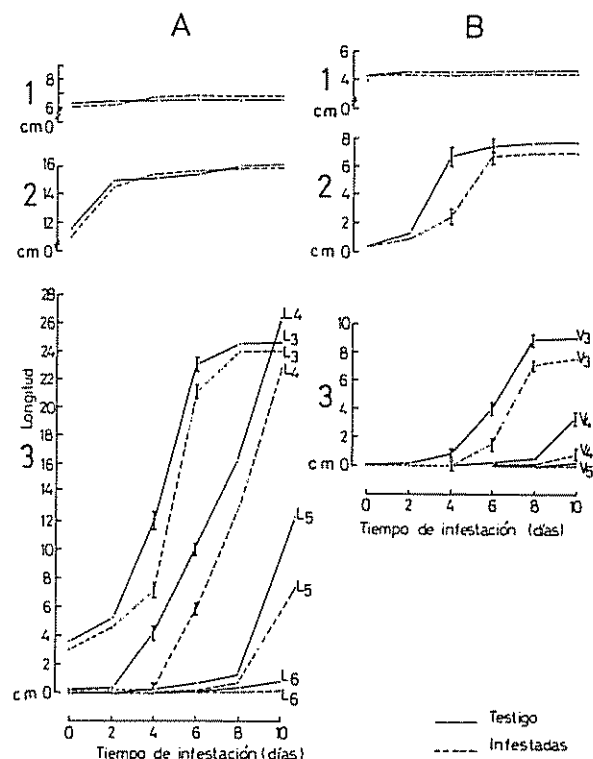 A
B
1
8
6
cm 0
2
16
14
12
cm 0
3
Longitud
28
26
24
22
20
18
16
14
12
10
8
6
4
2
cm 0
L4
L3
L3
L4
L5
L5
L6
L6
0 2 4 6 8 10
Tiempo de infestación (días)
1
6
4
cm 0
2
8
6
4
2
cm 0
3
10
8
6
4
2
cm 0
V3
V3
V4
V4
V5
0 2 4 6 8 10
Tiempo de infestación (días)
Testigo
Infestadas